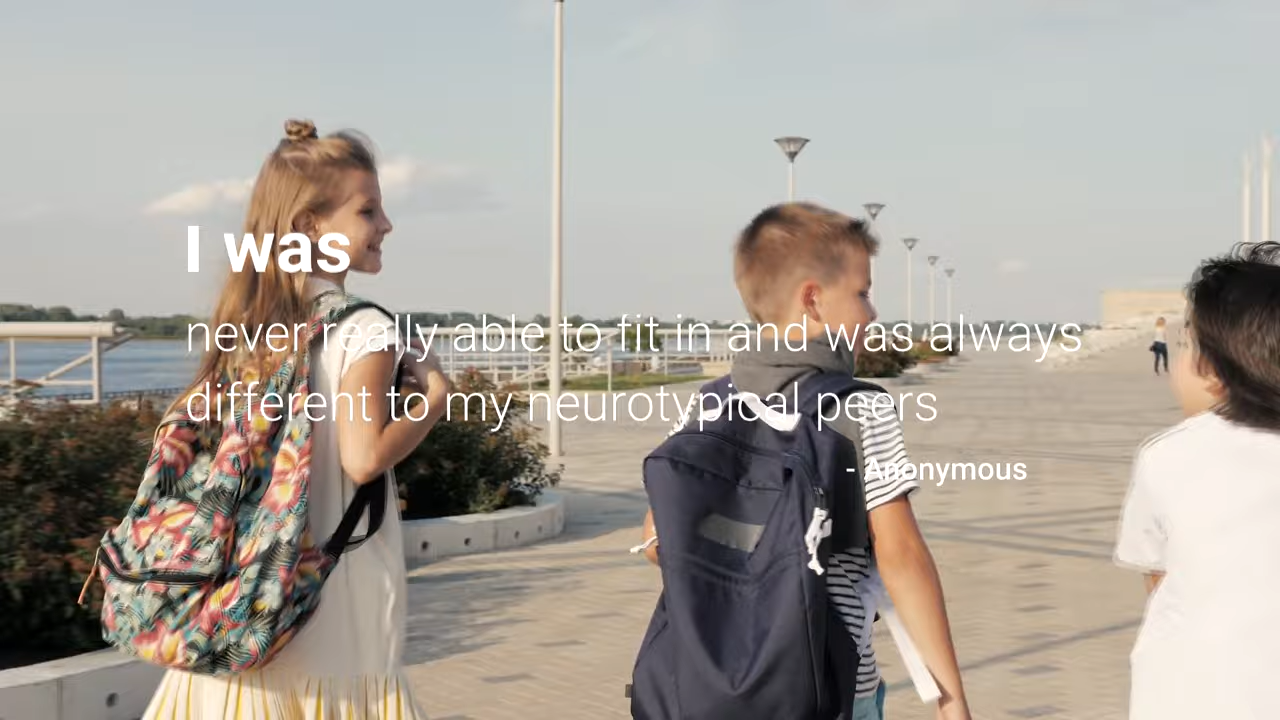 I was
never really able to fit in and was always
different to my neurotypical peers
- Anonymous